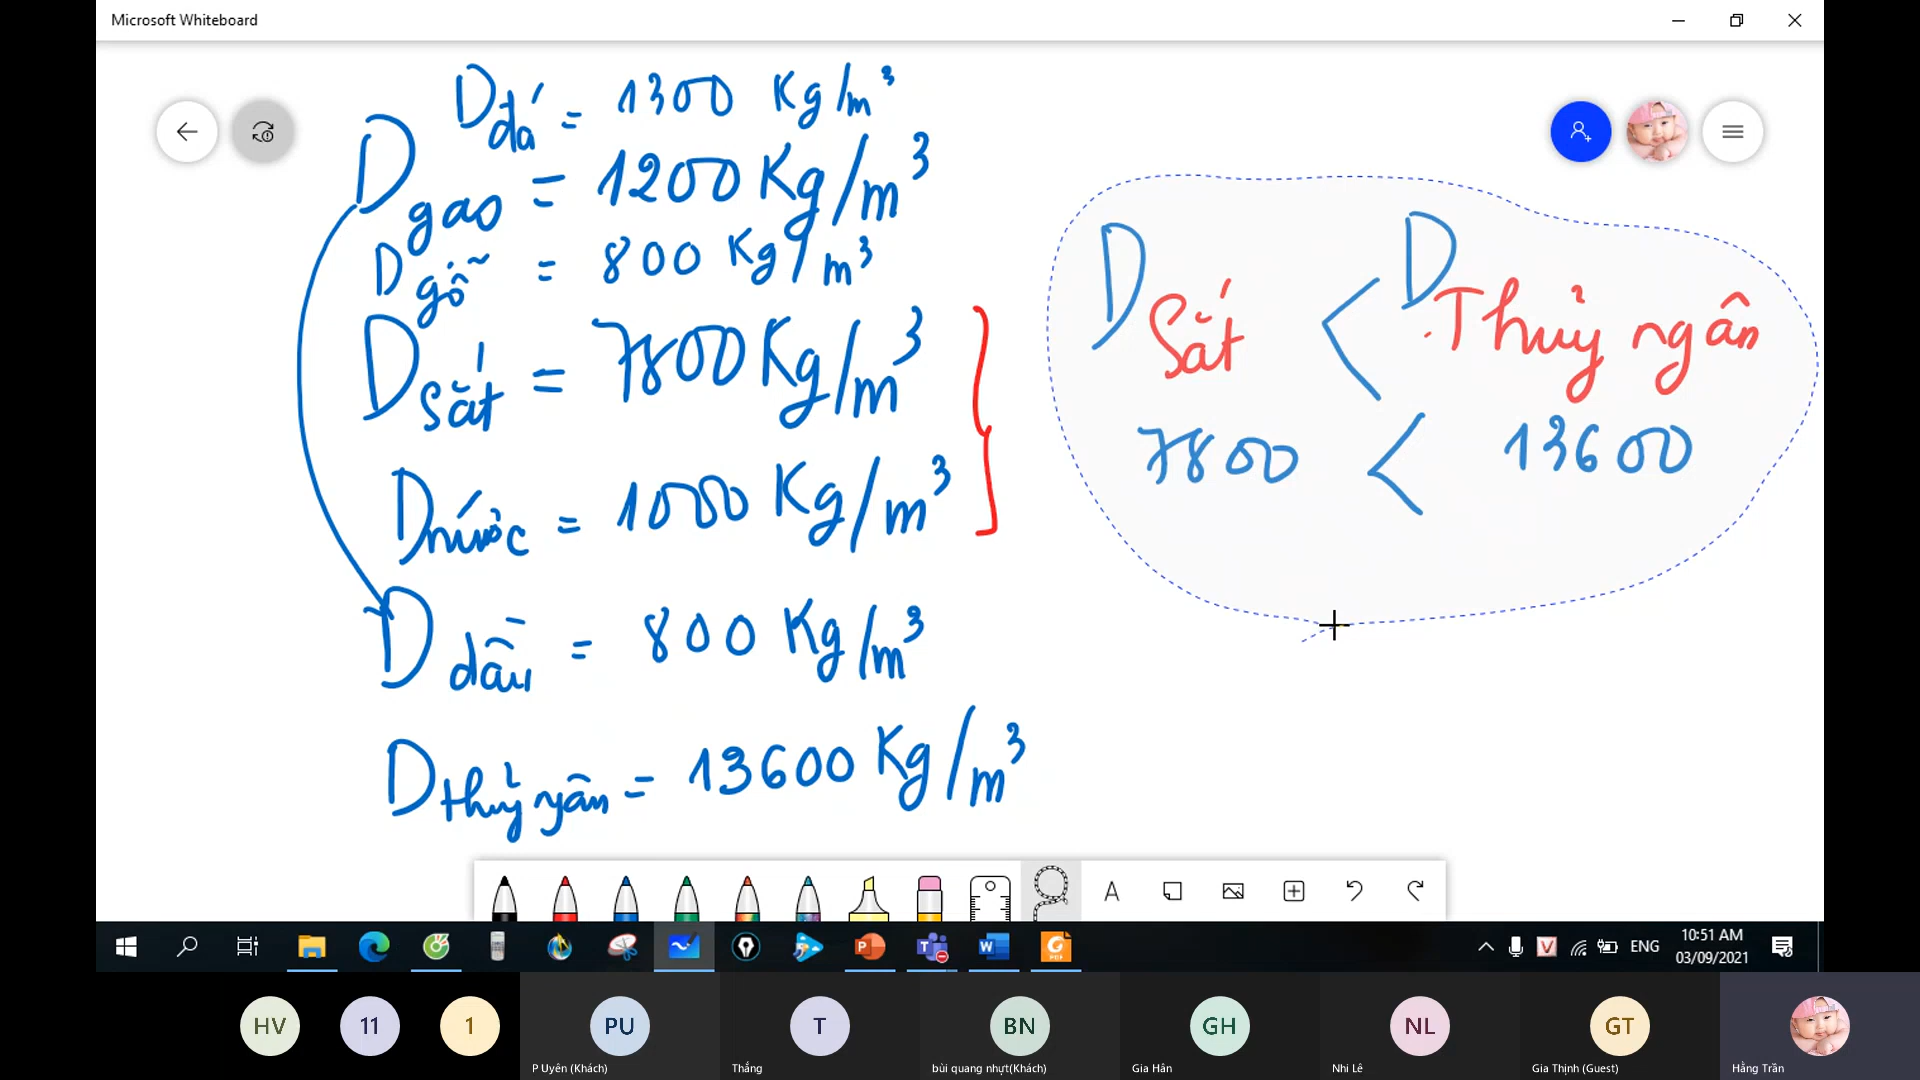 Microsoft Whiteboard
Dđá = 1300 Kg/m³
Dgạo = 1200 Kg/m³
Dgỗ = 800 Kg/m³
Dsắt = 7800 Kg/m³
Dnước = 1000 Kg/m³
Ddầu = 800 Kg/m³
Dthủy ngân = 13600 Kg/m³
DSắt < DThủy ngân
7800 < 13600
A
ENG
10:51 AM
03/09/2021
HV 11 1 PU T BN GH NL GT
P Uyên (Khách) Thắng bùi quang nhựt(Khách) Gia Hân Nhi Lê Gia Thịnh (Guest) Hằng Trần